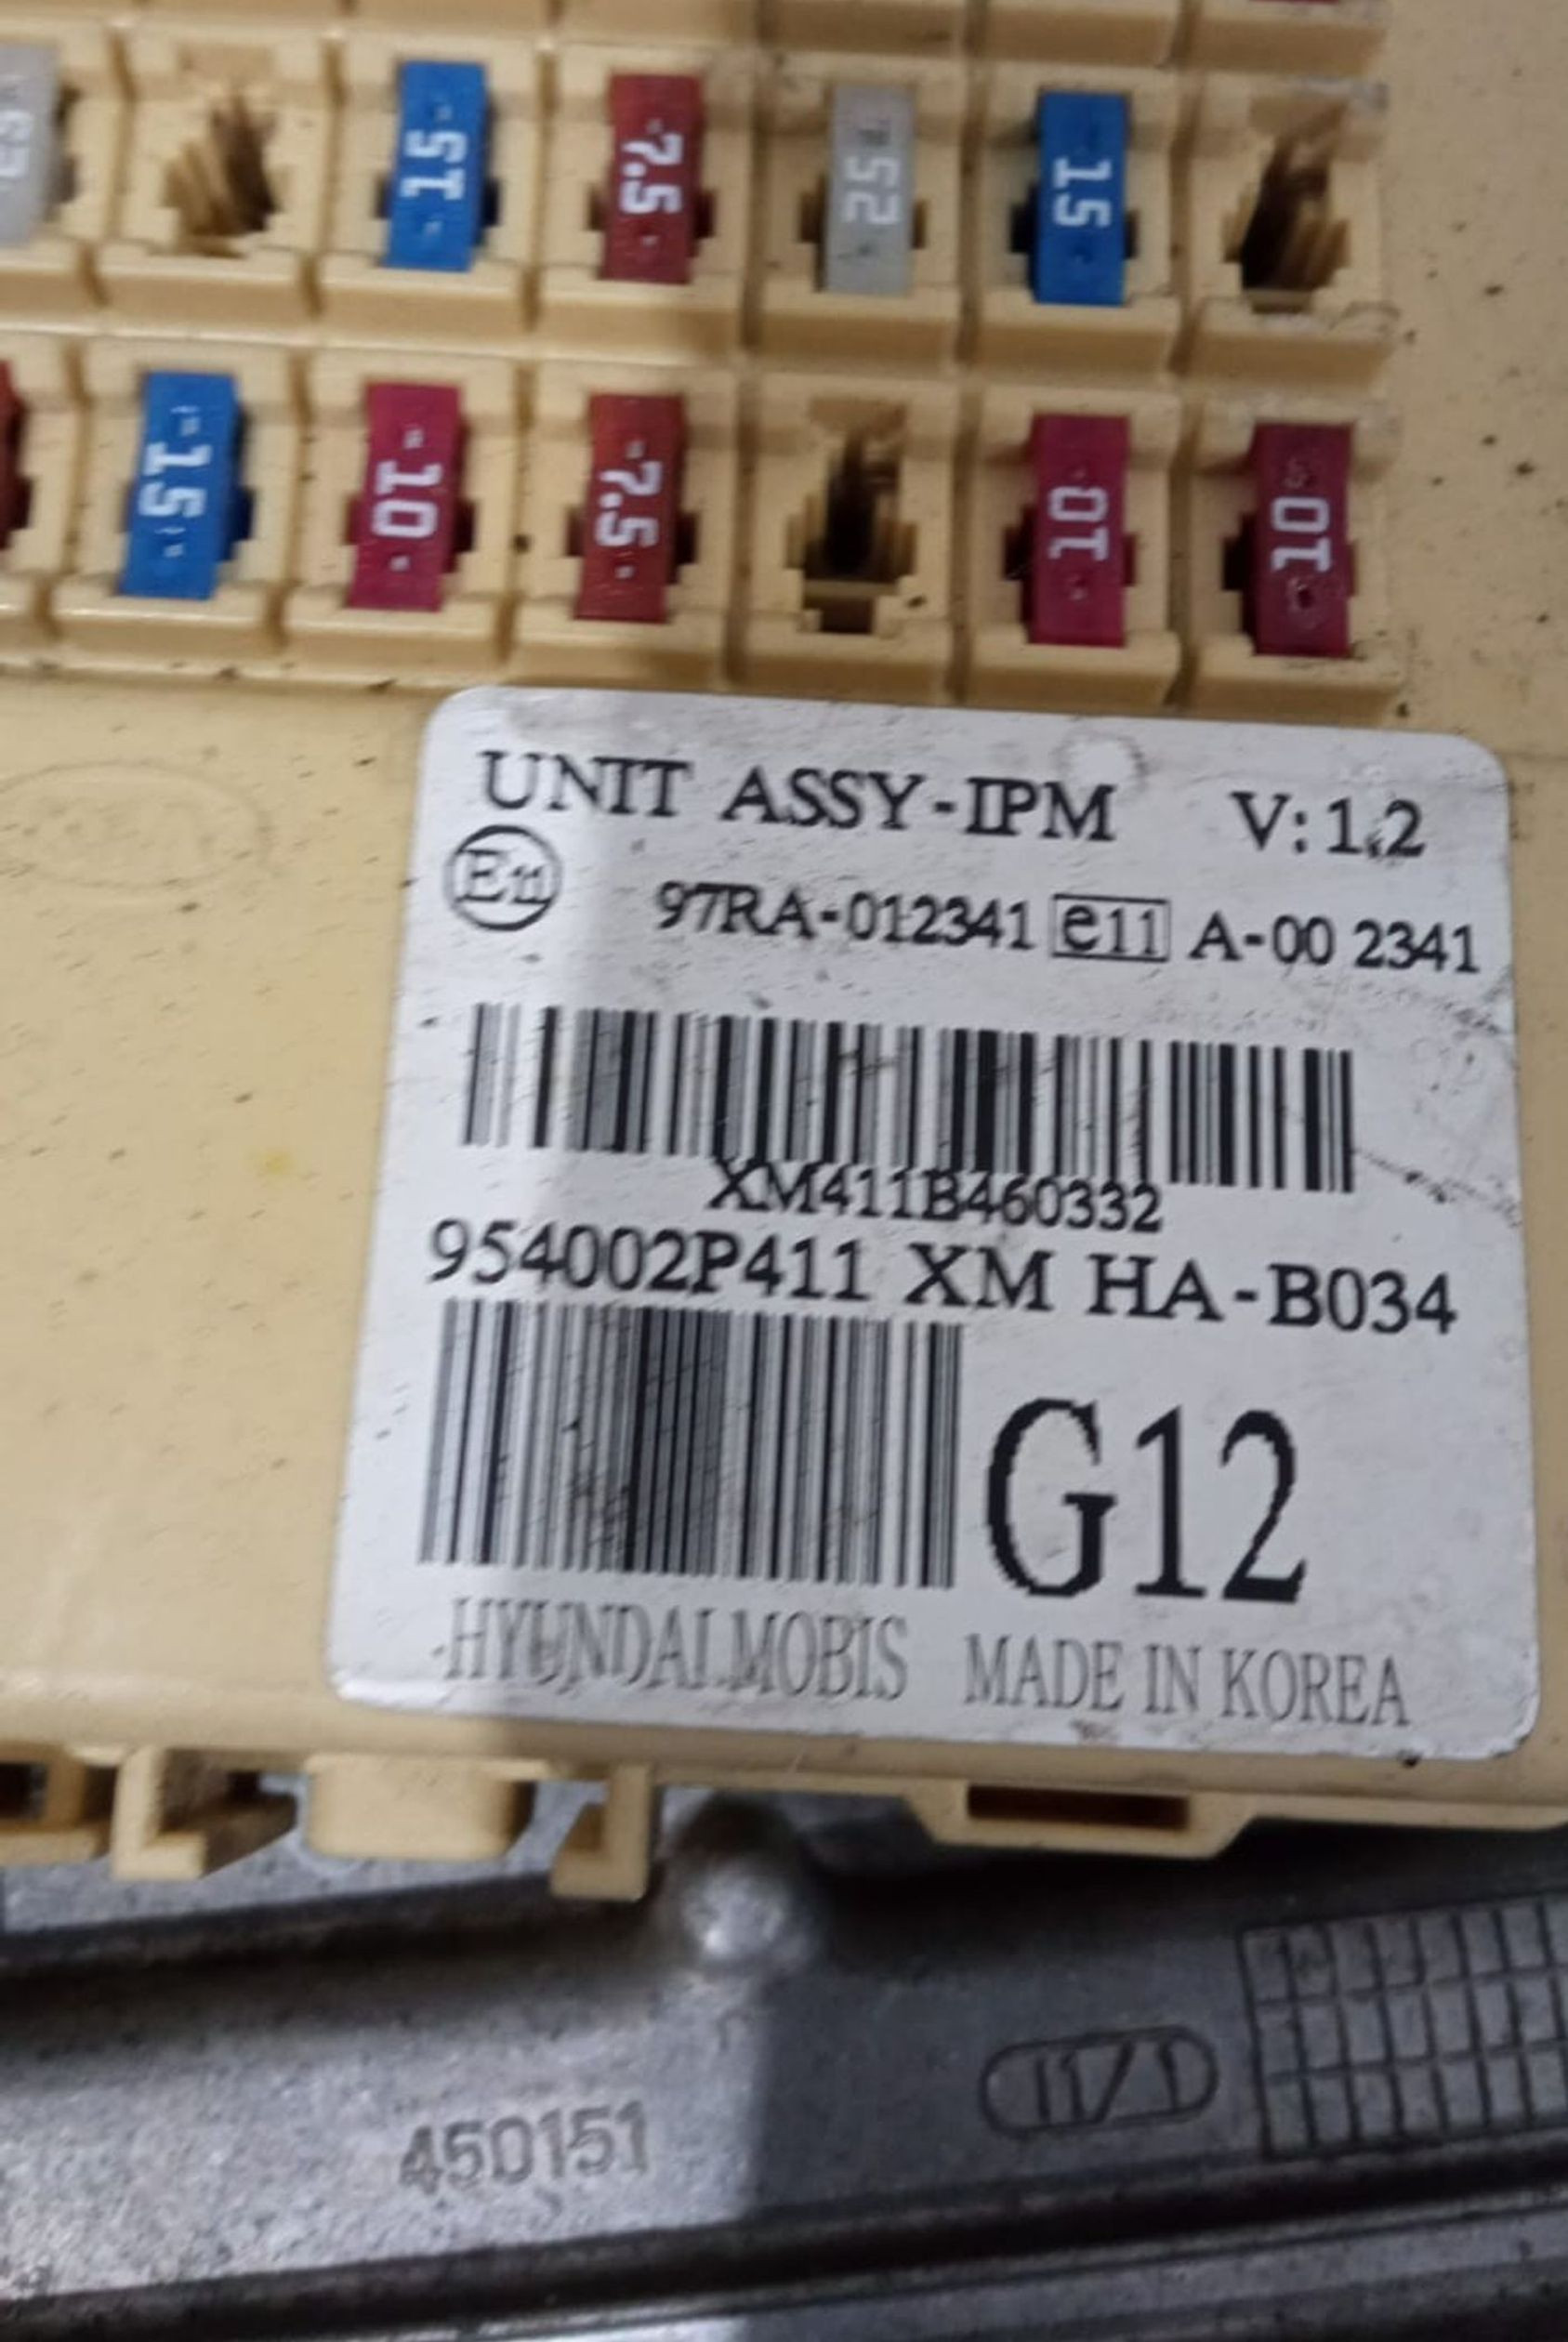 15 7.5 25 15
15 10 7.5 10 10
UNIT ASSY-IPM V:1.2
E11 97RA-012341 e11 A-00 2341
XM411B460332
954002P411 XM HA-B034
G12
HYUNDAI MOBIS MADE IN KOREA
11/1
450151